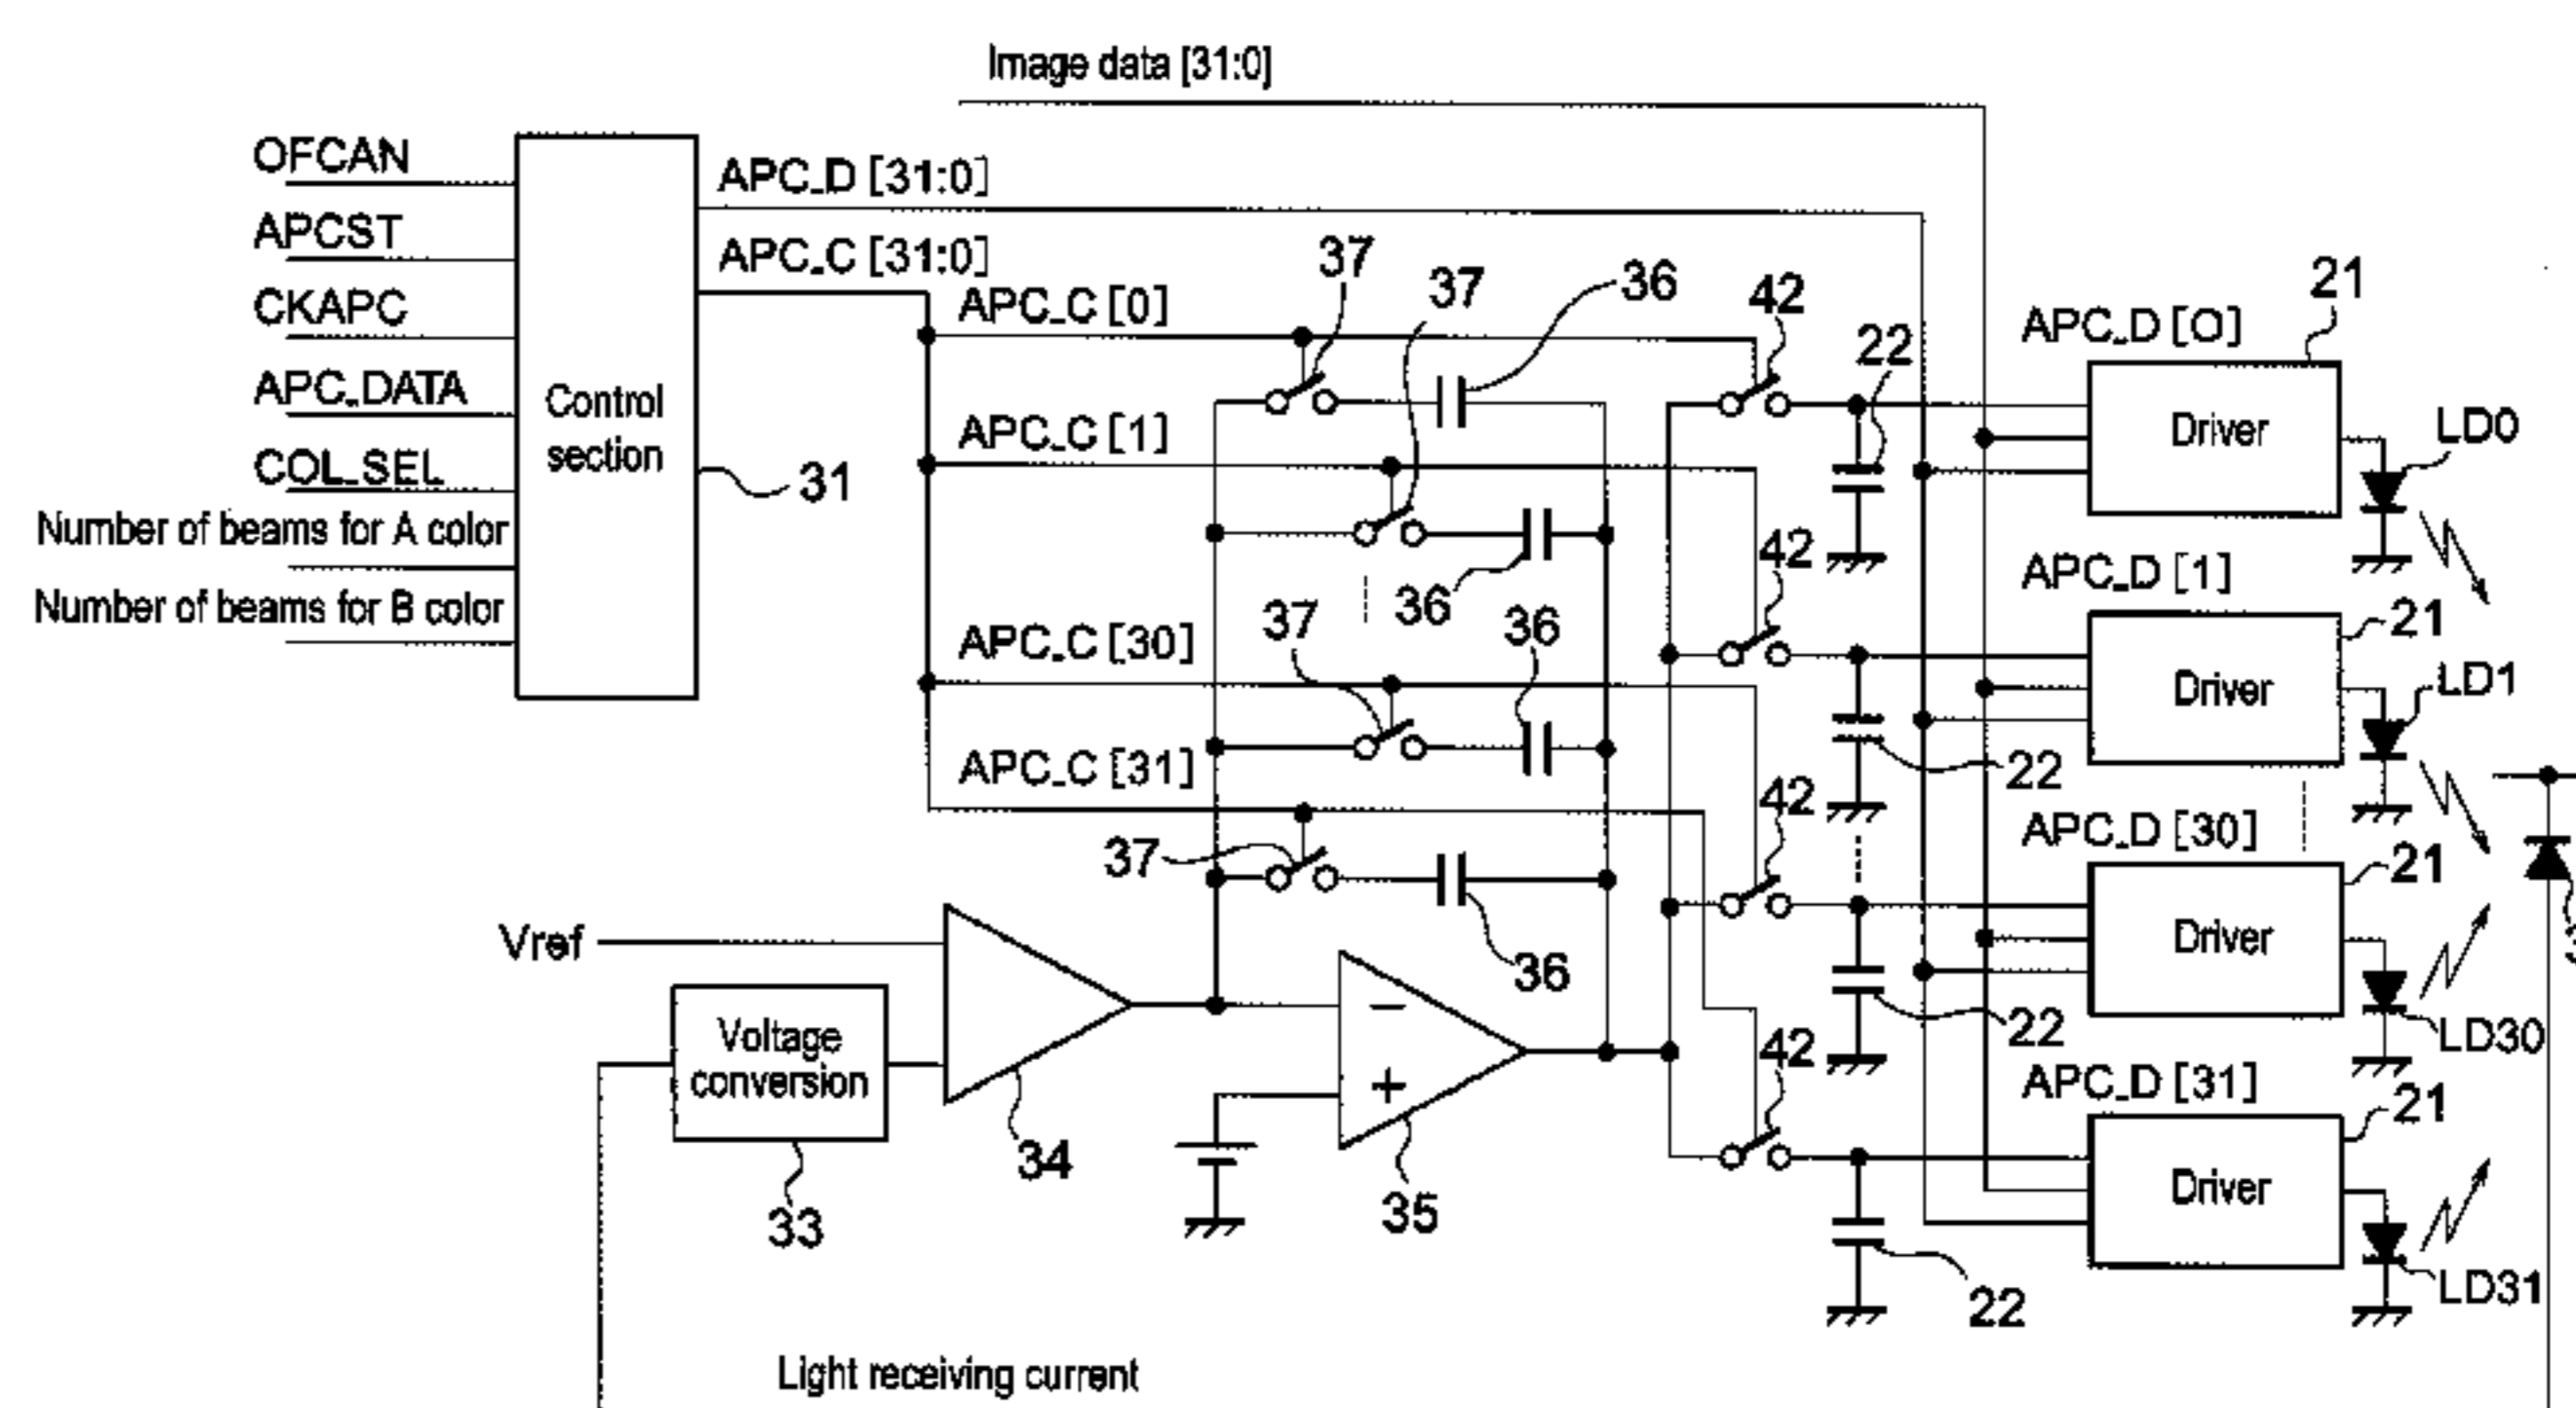 Image data [31:0]
OFCAN
APCST
CKAPC
APC_DATA
COL_SEL
Number of beams for A color
Number of beams for B color
Control
section
31
APC_D [31:0]
APC_C [31:0]
APC_C [0]
APC_C [1]
APC_C [30]
APC_C [31]
37
37
36
36
37
36
37
36
42
22
42
22
42
22
42
22
APC_D [O]
21
Driver
LD0
APC_D [1]
21
Driver
LD1
APC_D [30]
21
Driver
LD30
APC_D [31]
21
Driver
LD31
Vref
Voltage
conversion
33
34
−
+
35
Light receiving current